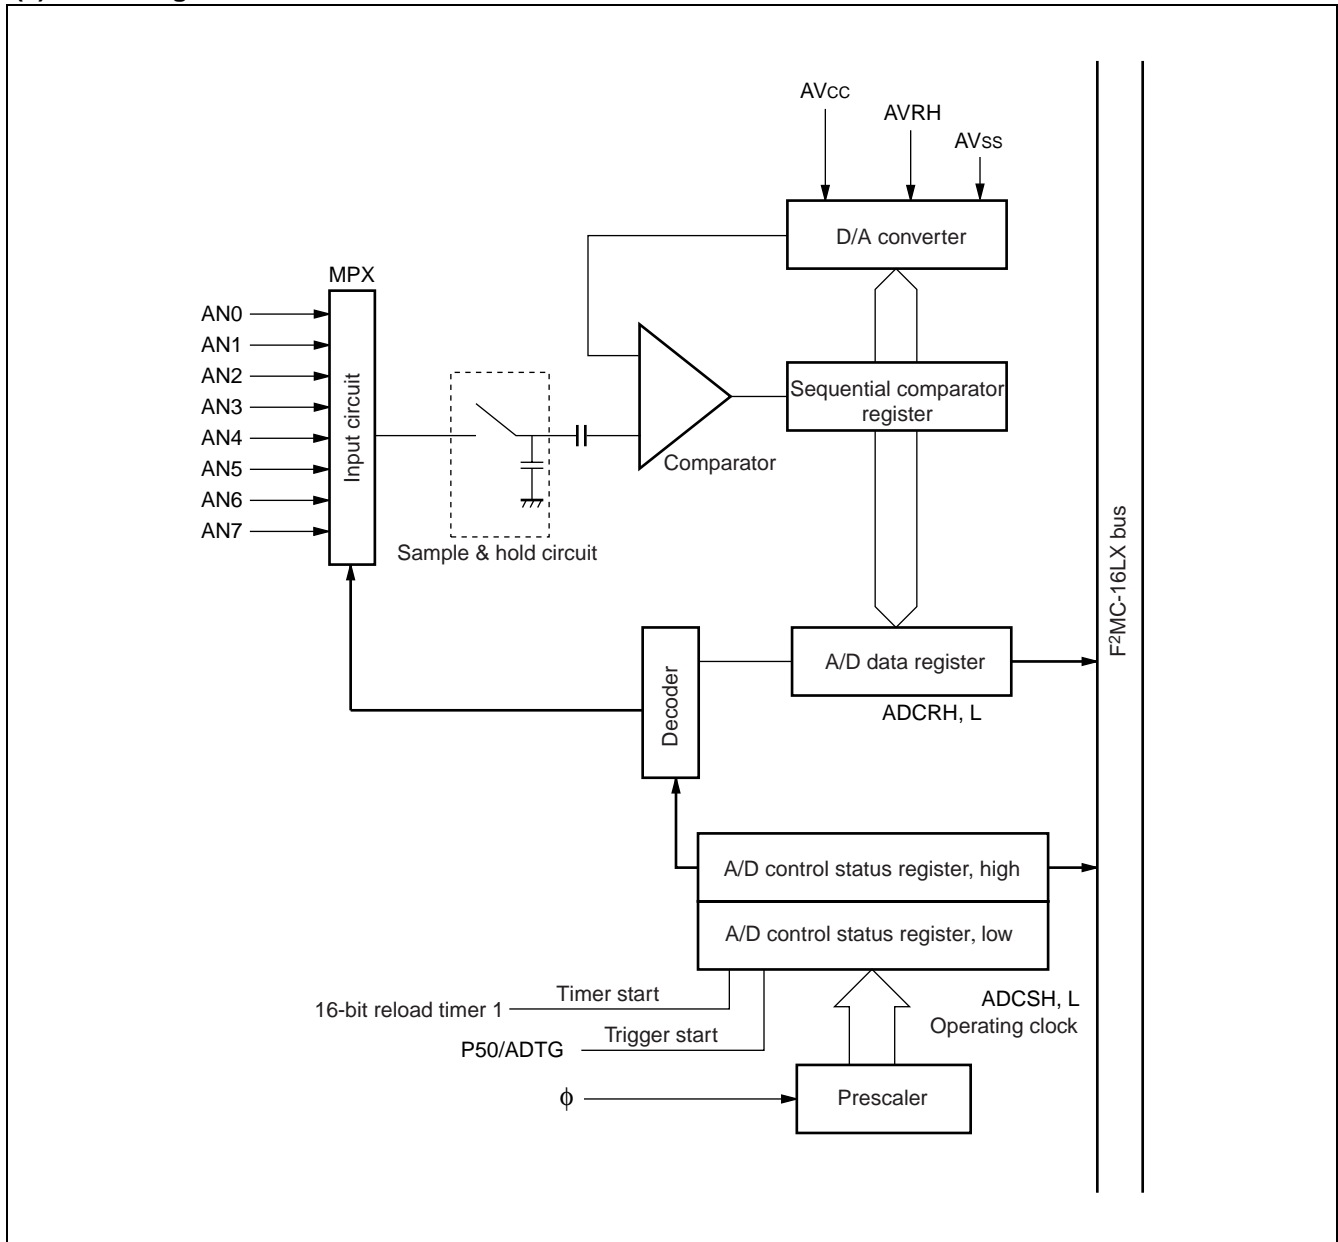 AVCC
AVRH
AVSS
D/A converter
MPX
AN0
AN1
AN2
AN3
AN4
AN5
AN6
AN7
Input circuit
Sample & hold circuit
Comparator
Sequential comparator
register
F²MC-16LX bus
A/D data register
ADCRH, L
Decoder
A/D control status register, high
A/D control status register, low
16-bit reload timer 1
Timer start
P50/ADTG
Trigger start
ADCSH, L
Operating clock
ϕ
Prescaler